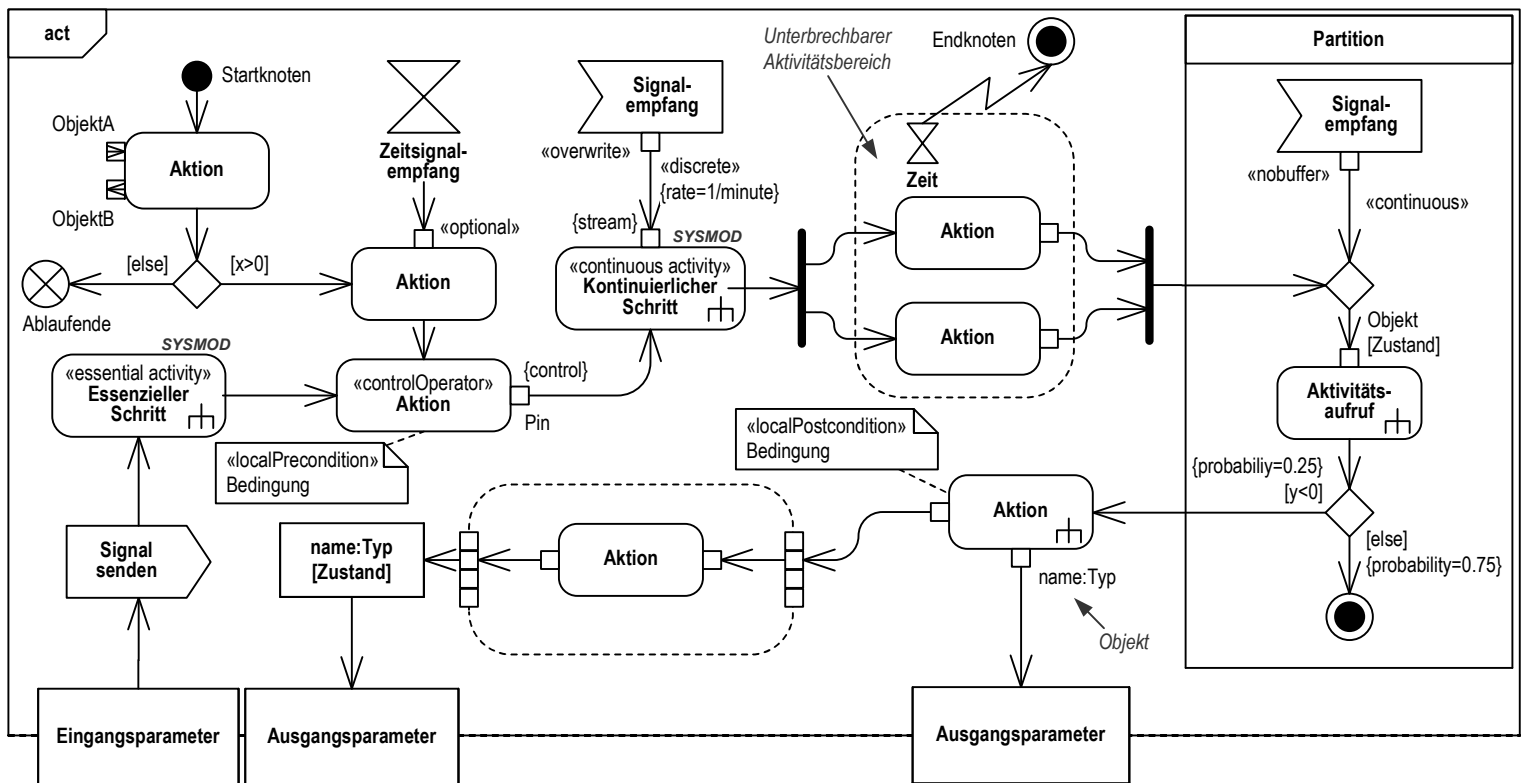 act
Startknoten
ObjektA
Aktion
ObjektB
[else]
[x>0]
Ablaufende
Zeitsignal-
empfang
«optional»
Aktion
Signal-
empfang
«overwrite»
«discrete»
{rate=1/minute}
{stream}
SYSMOD
«continuous activity»
Kontinuierlicher
Schritt
Unterbrechbarer
Aktivitätsbereich
Endknoten
Zeit
Aktion
Aktion
Partition
Signal-
empfang
«nobuffer»
«continuous»
Objekt
[Zustand]
Aktivitäts-
aufruf
{probabiliy=0.25}
[y<0]
[else]
{probability=0.75}
SYSMOD
«essential activity»
Essenzieller
Schritt
«controlOperator»
Aktion
{control}
Pin
«localPrecondition»
Bedingung
«localPostcondition»
Bedingung
Aktion
name:Typ
Objekt
Aktion
name:Typ
[Zustand]
Signal
senden
Eingangsparameter
Ausgangsparameter
Ausgangsparameter